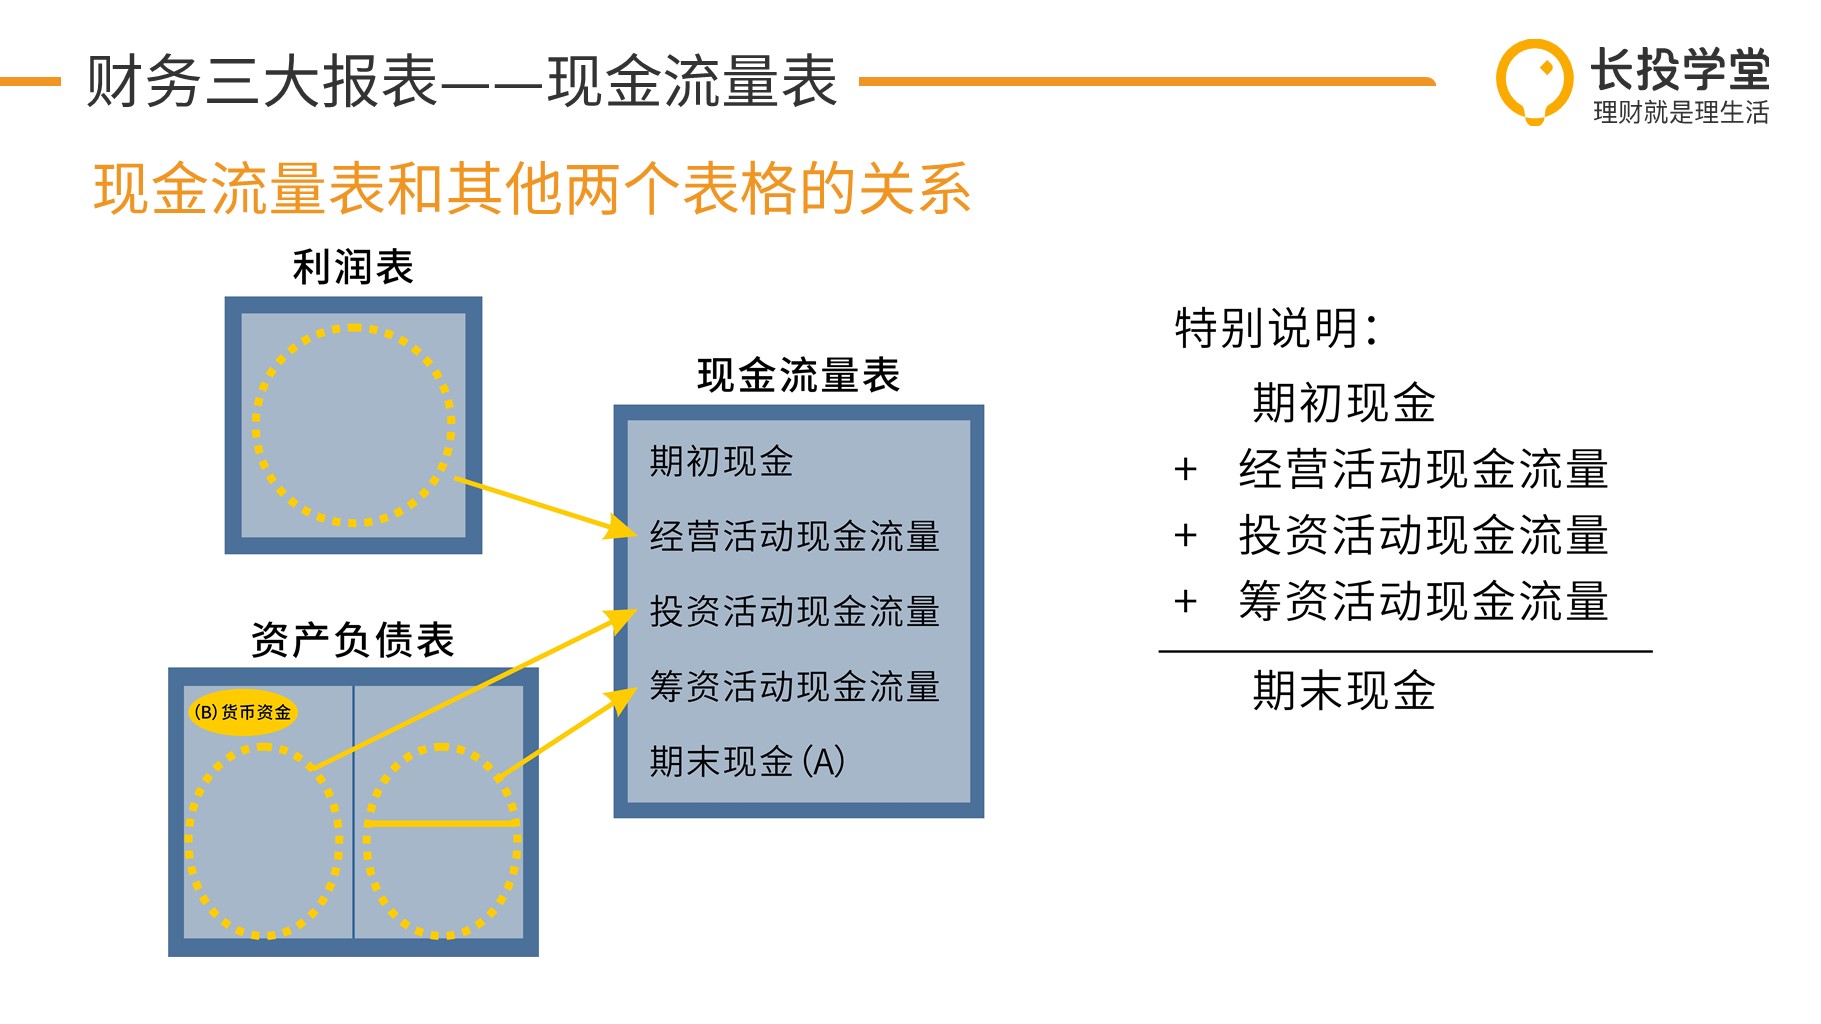 财务三大报表——现金流量表
长投学堂
理财就是理生活
现金流量表和其他两个表格的关系
利润表
现金流量表
期初现金
经营活动现金流量
投资活动现金流量
筹资活动现金流量
期末现金(A)
资产负债表
(B)货币资金
特别说明：
期初现金
+ 经营活动现金流量
+ 投资活动现金流量
+ 筹资活动现金流量
期末现金